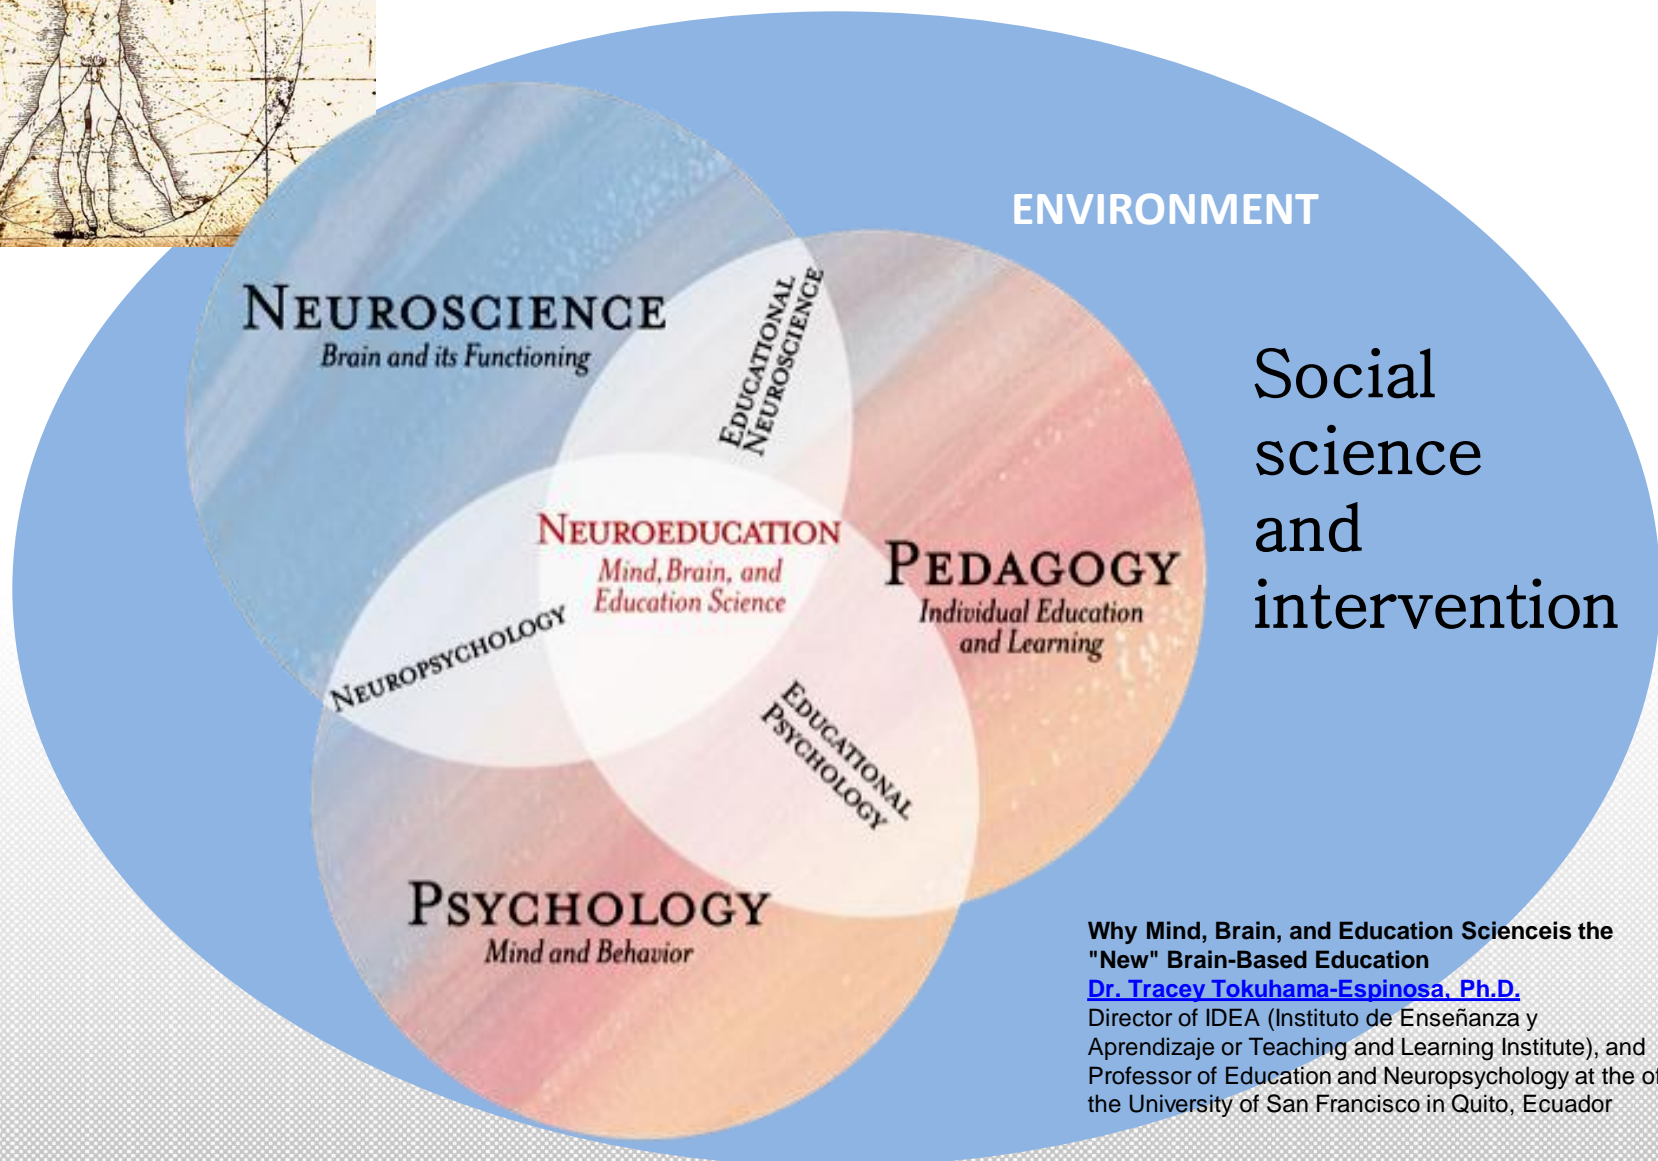 ENVIRONMENT
NEUROSCIENCE
Brain and its Functioning
EDUCATIONAL
NEUROSCIENCE
Social
science
and
intervention
NEUROEDUCATION
Mind, Brain, and
Education Science
PEDAGOGY
Individual Education
and Learning
NEUROPSYCHOLOGY
EDUCATIONAL
PSYCHOLOGY
PSYCHOLOGY
Mind and Behavior
Why Mind, Brain, and Education Scienceis the
"New" Brain-Based Education
Dr. Tracey Tokuhama-Espinosa, Ph.D.
Director of IDEA (Instituto de Enseñanza y
Aprendizaje or Teaching and Learning Institute), and
Professor of Education and Neuropsychology at the of
the University of San Francisco in Quito, Ecuador